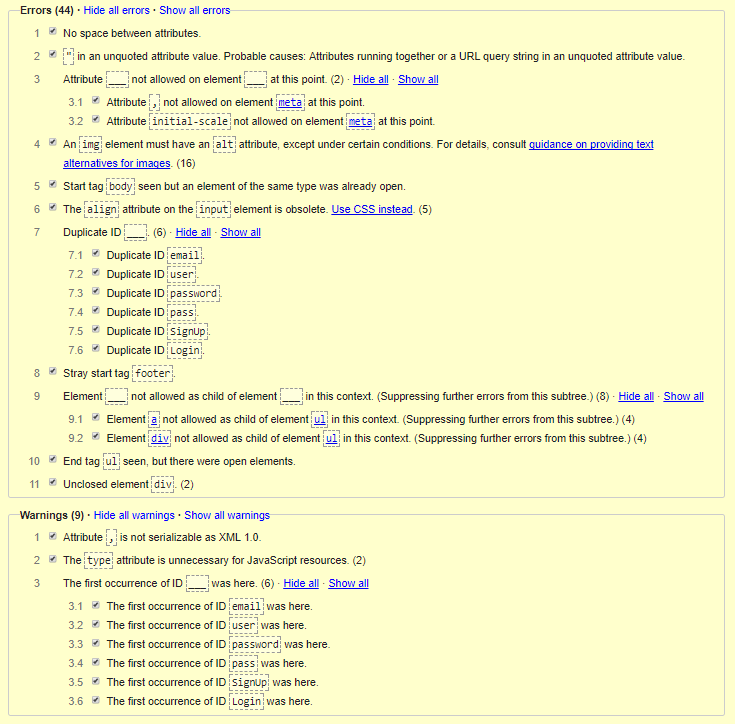 Errors (44) · Hide all errors · Show all errors
1 No space between attributes.
2 " in an unquoted attribute value. Probable causes: Attributes running together or a URL query string in an unquoted attribute value.
3 Attribute ___ not allowed on element ___ at this point. (2) · Hide all · Show all
3.1 Attribute , not allowed on element meta at this point.
3.2 Attribute initial-scale not allowed on element meta at this point.
4 An img element must have an alt attribute, except under certain conditions. For details, consult guidance on providing text
alternatives for images. (16)
5 Start tag body seen but an element of the same type was already open.
6 The align attribute on the input element is obsolete. Use CSS instead. (5)
7 Duplicate ID ___. (6) · Hide all · Show all
7.1 Duplicate ID email.
7.2 Duplicate ID user.
7.3 Duplicate ID password.
7.4 Duplicate ID pass.
7.5 Duplicate ID SignUp.
7.6 Duplicate ID Login.
8 Stray start tag footer.
9 Element ___ not allowed as child of element ___ in this context. (Suppressing further errors from this subtree.) (8) · Hide all · Show all
9.1 Element a not allowed as child of element ul in this context. (Suppressing further errors from this subtree.) (4)
9.2 Element div not allowed as child of element ul in this context. (Suppressing further errors from this subtree.) (4)
10 End tag ul seen, but there were open elements.
11 Unclosed element div. (2)
Warnings (9) · Hide all warnings · Show all warnings
1 Attribute , is not serializable as XML 1.0.
2 The type attribute is unnecessary for JavaScript resources. (2)
3 The first occurrence of ID ___ was here. (6) · Hide all · Show all
3.1 The first occurrence of ID email was here.
3.2 The first occurrence of ID user was here.
3.3 The first occurrence of ID password was here.
3.4 The first occurrence of ID pass was here.
3.5 The first occurrence of ID SignUp was here.
3.6 The first occurrence of ID Login was here.